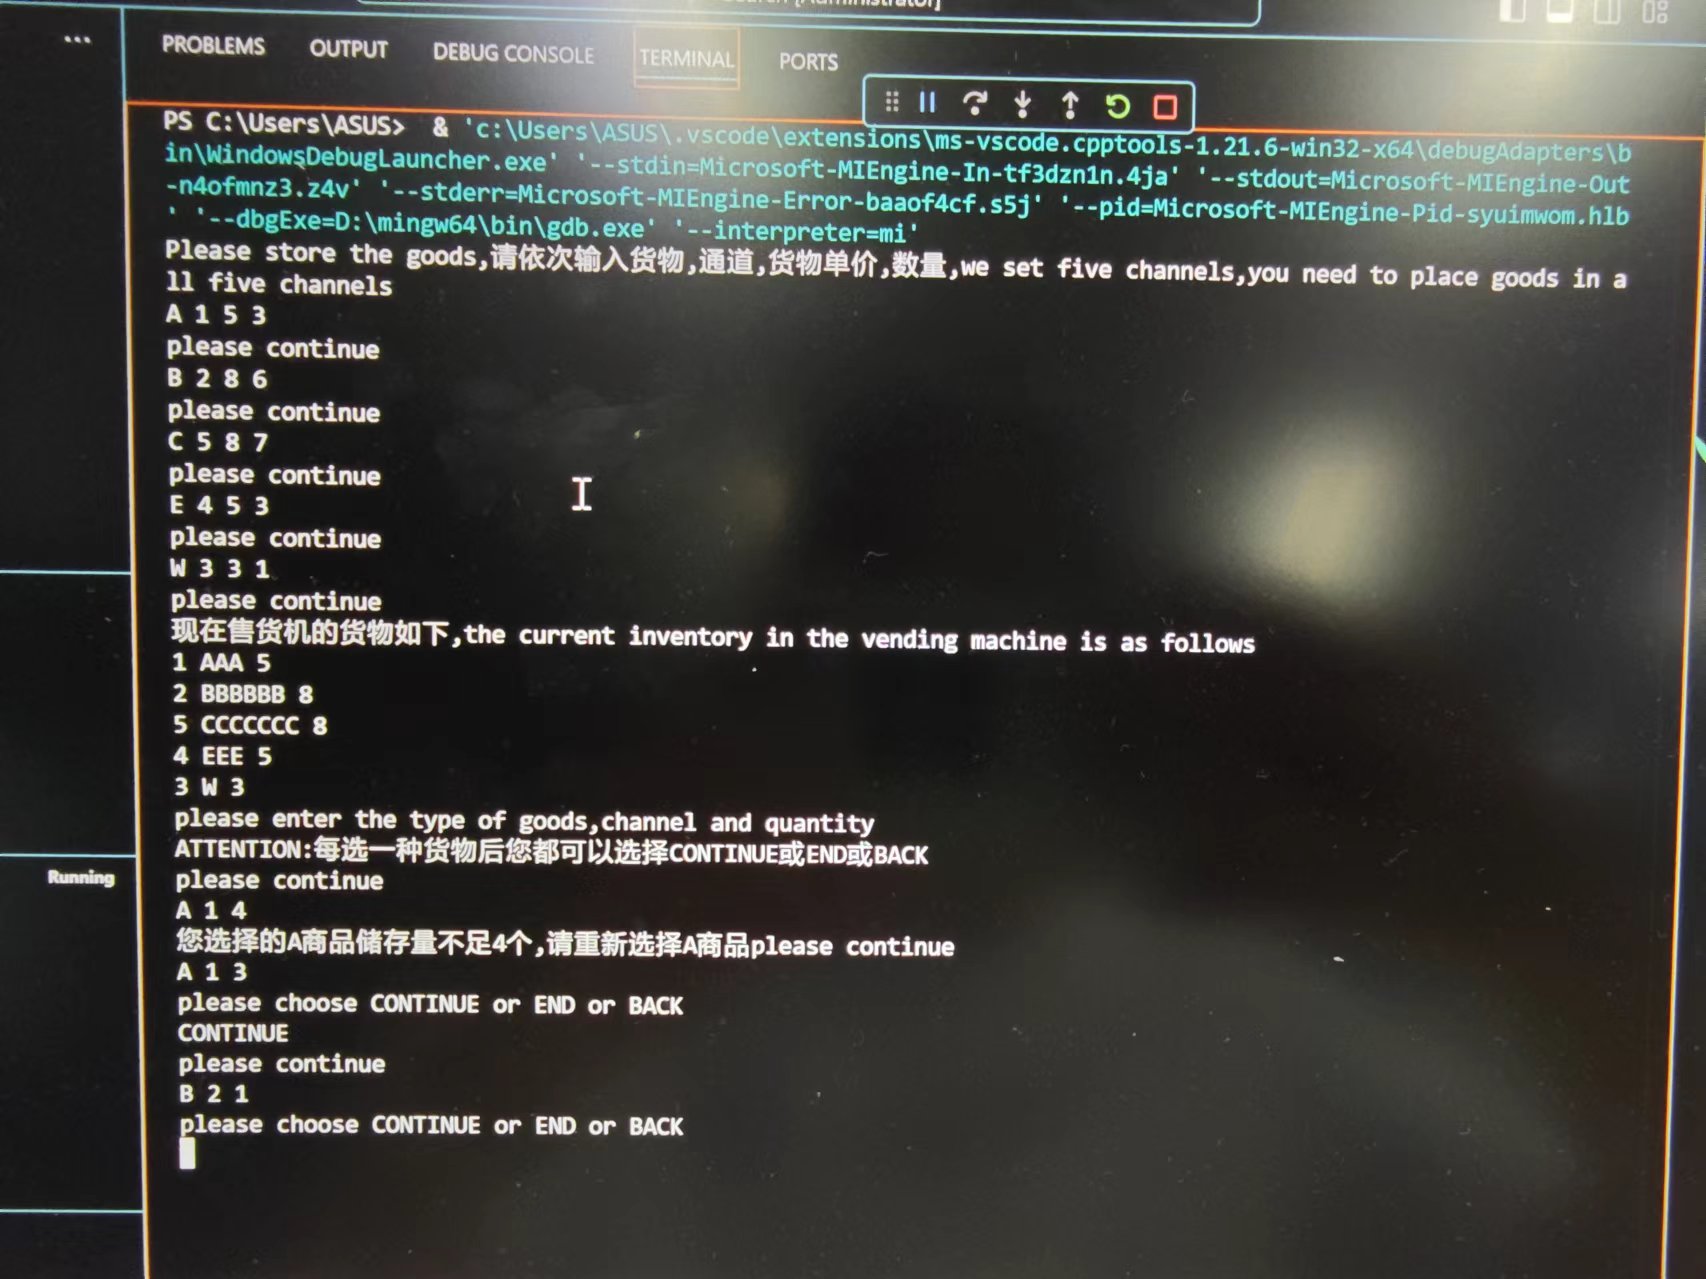 PROBLEMS OUTPUT DEBUG CONSOLE TERMINAL PORTS
PS C:\Users\ASUS>  & 'c:\Users\ASUS\.vscode\extensions\ms-vscode.cpptools-1.21.6-win32-x64\debugAdapters\b
in\WindowsDebugLauncher.exe' '--stdin=Microsoft-MIEngine-In-tf3dzn1n.4ja' '--stdout=Microsoft-MIEngine-Out
-n4ofmnz3.z4v' '--stderr=Microsoft-MIEngine-Error-baaof4cf.s5j' '--pid=Microsoft-MIEngine-Pid-syuimwom.hlb
' '--dbgExe=D:\mingw64\bin\gdb.exe' '--interpreter=mi'
Please store the goods,请依次输入货物,通道,货物单价,数量,we set five channels,you need to place goods in a
ll five channels
A 1 5 3
please continue
B 2 8 6
please continue
C 5 8 7
please continue
E 4 5 3
please continue
W 3 3 1
please continue
现在售货机的货物如下,the current inventory in the vending machine is as follows
1 AAA 5
2 BBBBBB 8
5 CCCCCCC 8
4 EEE 5
3 W 3
please enter the type of goods,channel and quantity
ATTENTION:每选一种货物后您都可以选择CONTINUE或END或BACK
Running
please continue
A 1 4
您选择的A商品储存量不足4个,请重新选择A商品please continue
A 1 3
please choose CONTINUE or END or BACK
CONTINUE
please continue
B 2 1
please choose CONTINUE or END or BACK